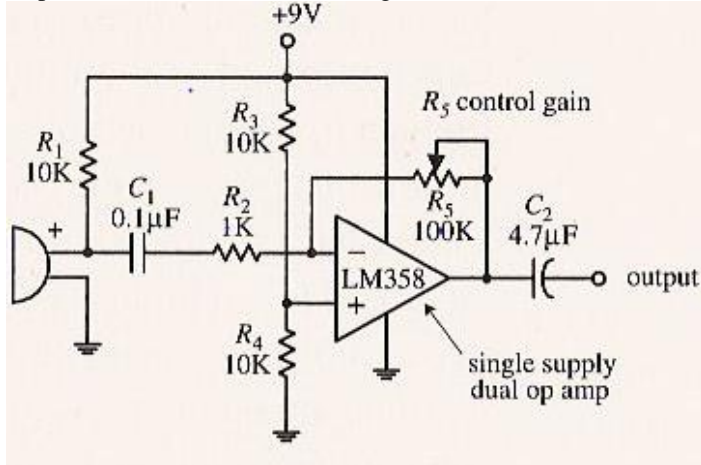 +9V
R5 control gain
R3
10K
R1
10K
C1
0.1µF
R2
1K
R5
100K
C2
4.7µF
+
−
LM358
+
output
R4
10K
single supply
dual op amp